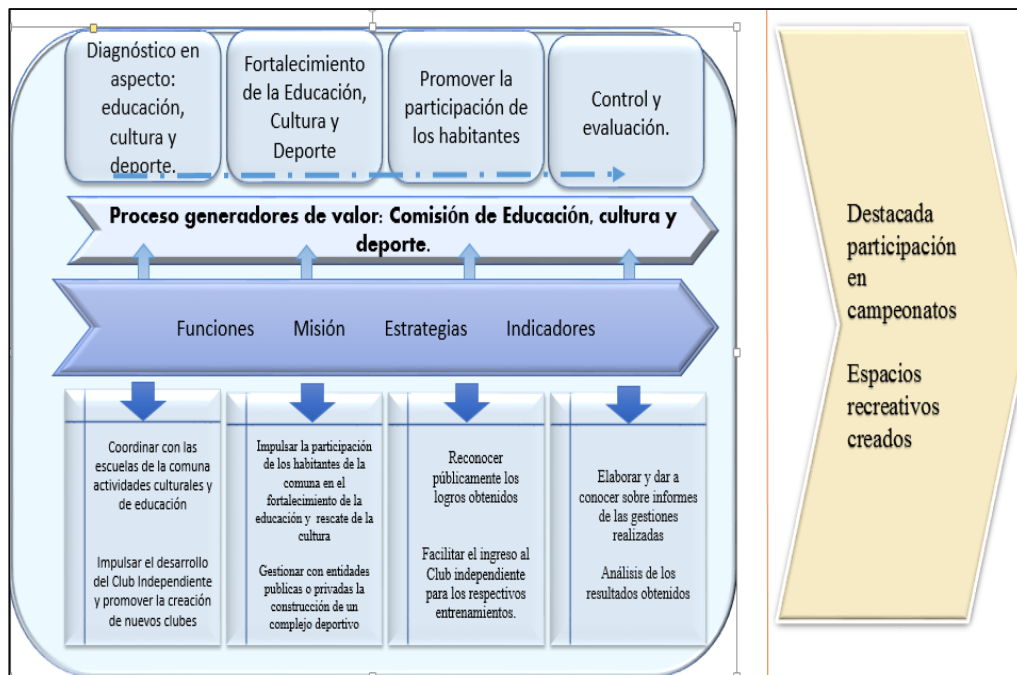 Diagnóstico en
aspecto:
educación,
cultura y
deporte.
Fortalecimiento
de la Educación,
Cultura y
Deporte
Promover la
participación de
los habitantes
Control y
evaluación.
Proceso generadores de valor: Comisión de Educación, cultura y
deporte.
Funciones Misión Estrategias Indicadores
Coordinar con las
escuelas de la comuna
actividades culturales y
de educación
Impulsar el desarrollo
del Club Independiente
y promover la creación
de nuevos clubes
Impulsar la participación
de los habitantes de la
comuna en el
fortalecimiento de la
educación y rescate de la
cultura
Gestionar con entidades
publicas o privadas la
construcción de un
complejo deportivo
Reconocer
públicamente los
logros obtenidos
Facilitar el ingreso al
Club independiente
para los respectivos
entrenamientos.
Elaborar y dar a
conocer sobre informes
de las gestiones
realizadas
Análisis de los
resultados obtenidos
Destacada
participación
en
campeonatos
Espacios
recreativos
creados